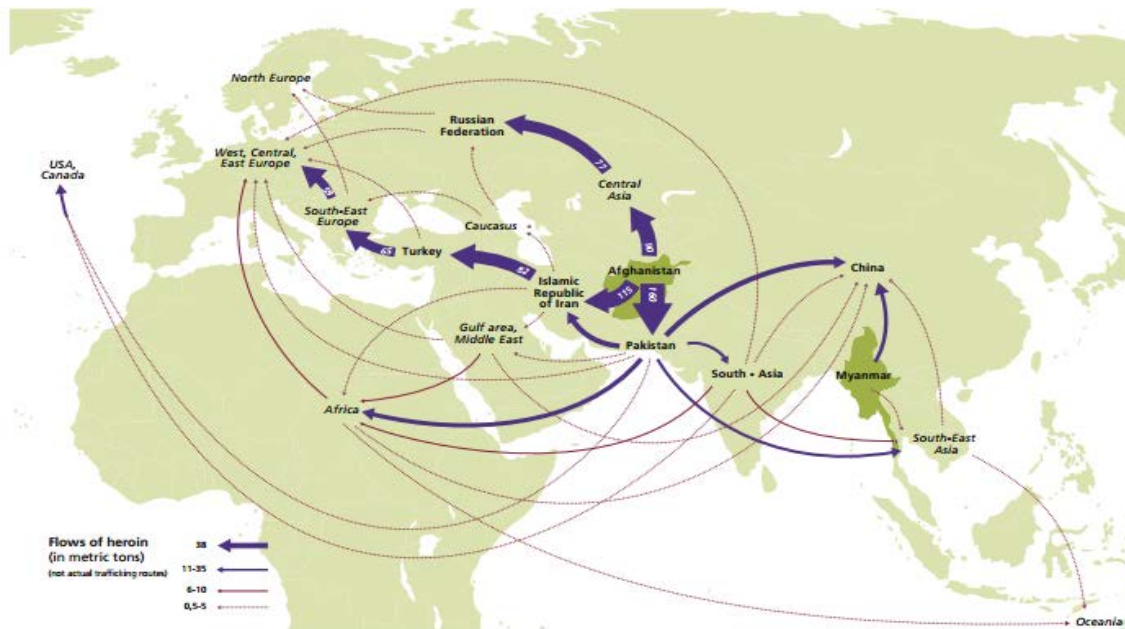 North Europe
Russian
Federation
West, Central,
East Europe
USA,
Canada
77
Central
Asia
South-East
Europe
Caucasus
Turkey
65
82
90
Afghanistan
China
Islamic
Republic
of Iran
115
160
Gulf area,
Middle East
Pakistan
South • Asia
Myanmar
Africa
South-East
Asia
Flows of heroin
(in metric tons)
(not actual trafficking routes)
38
11-35
6-10
0,5-5
Oceania